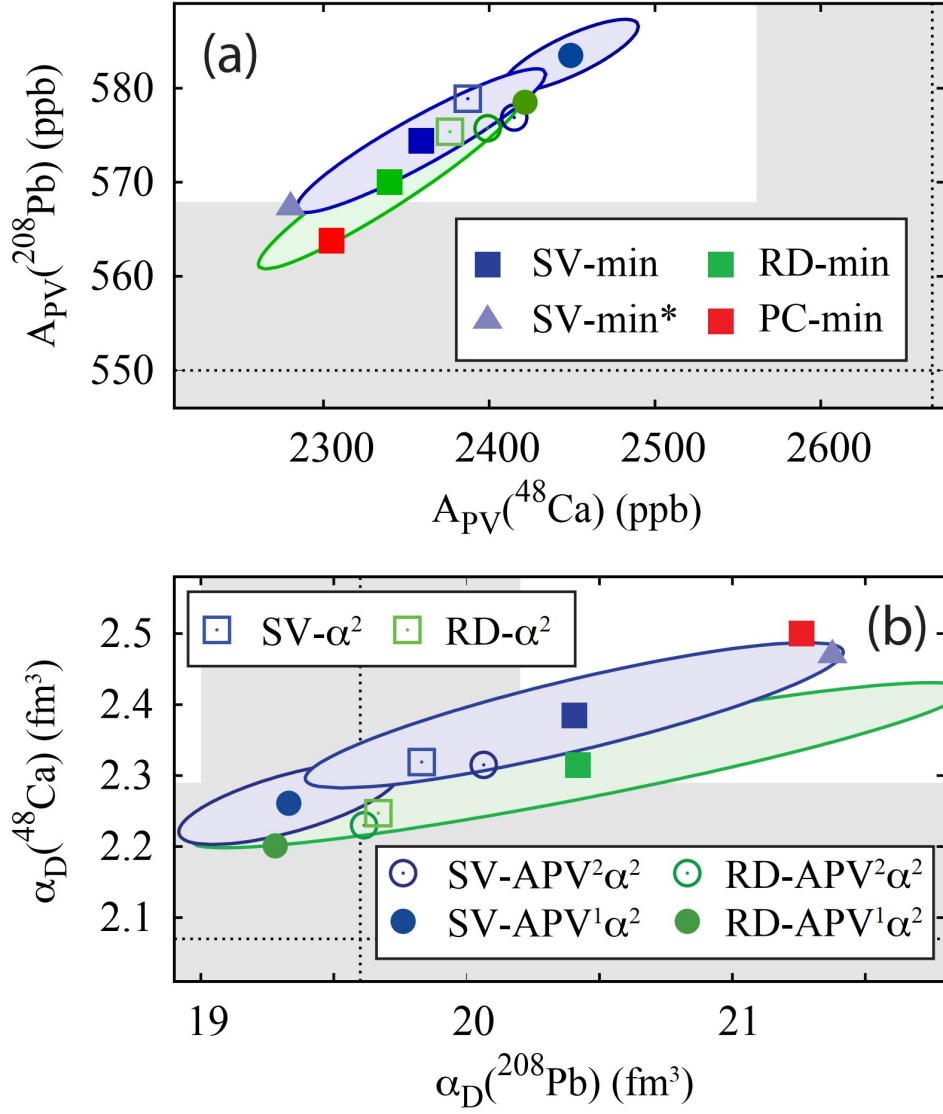 (a)
580
570
560
550
A_PV(²⁰⁸Pb) (ppb)
SV-min RD-min
SV-min* PC-min
2300 2400 2500 2600
A_PV(⁴⁸Ca) (ppb)
SV-α² RD-α²
(b)
2.5
2.4
2.3
2.2
2.1
α_D(⁴⁸Ca) (fm³)
SV-APV²α² RD-APV²α²
SV-APV¹α² RD-APV¹α²
19 20 21
α_D(²⁰⁸Pb) (fm³)